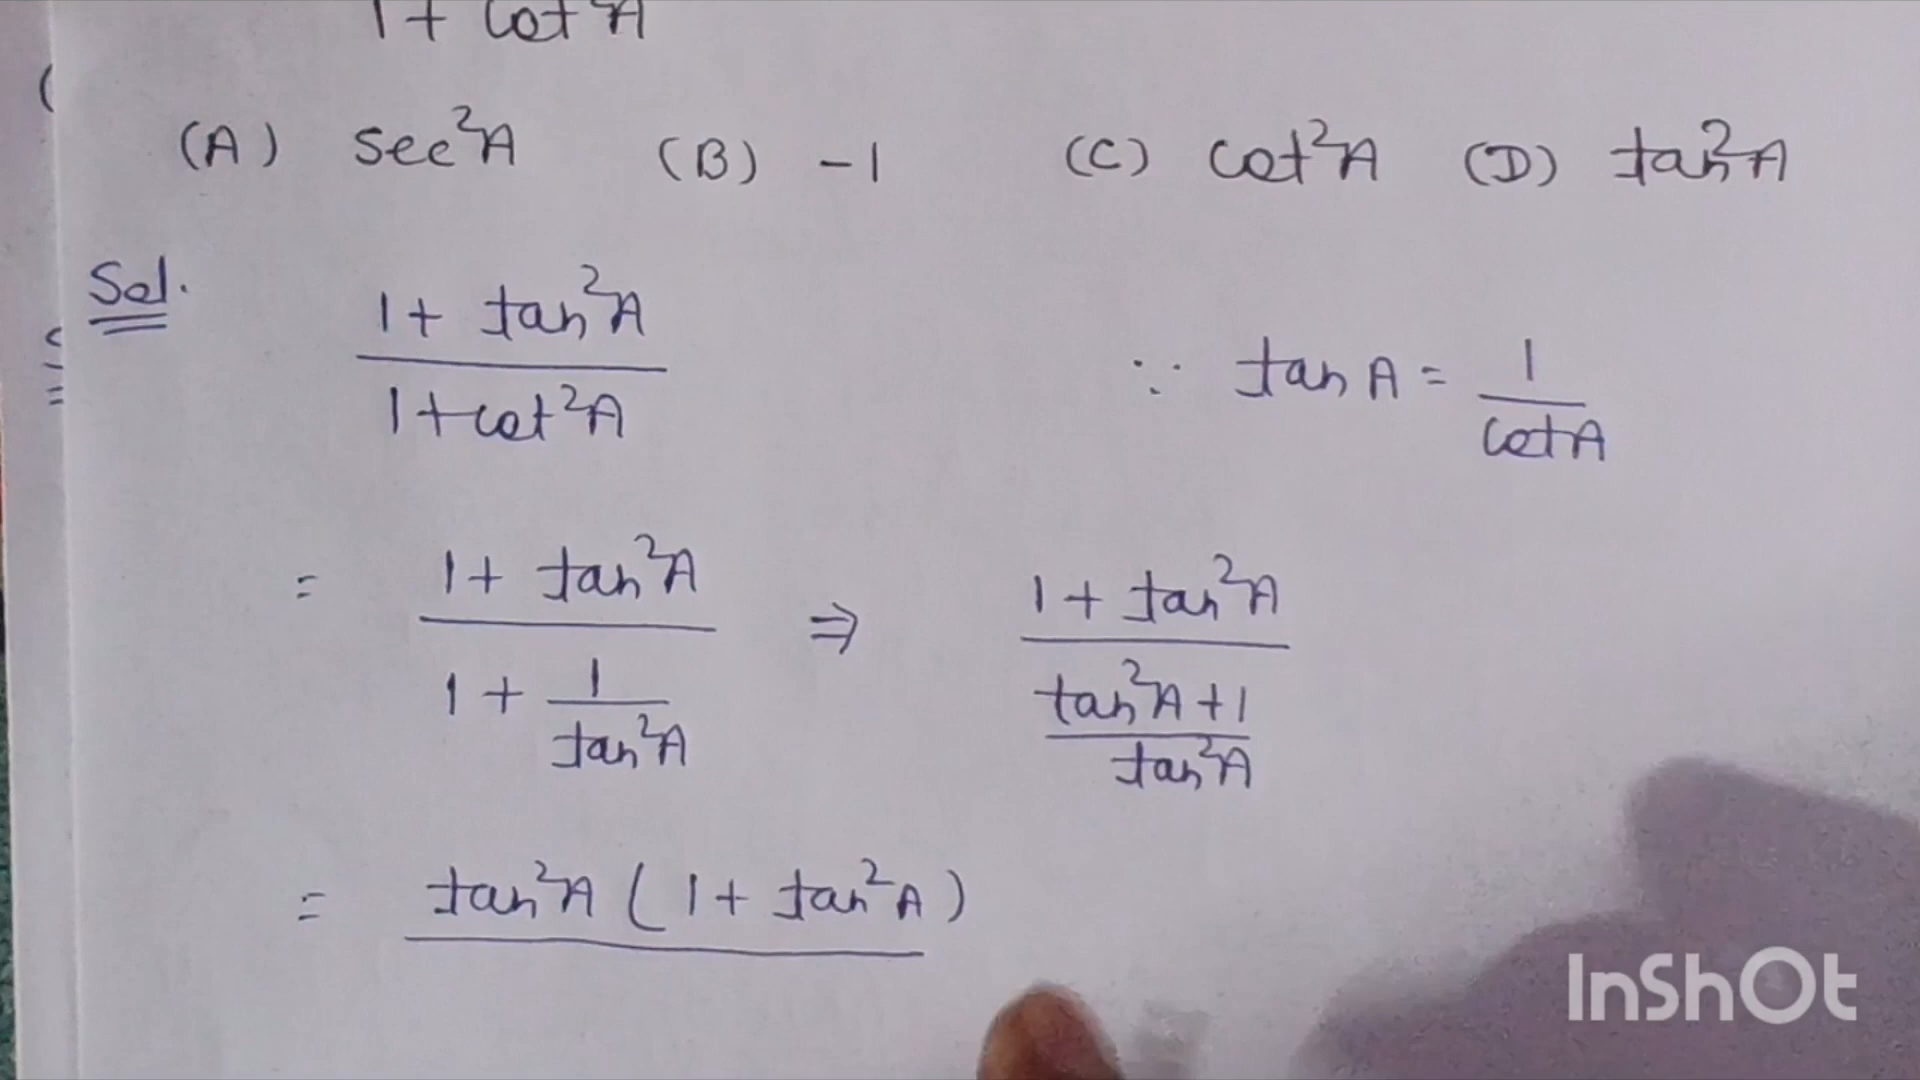 1 + cot²A
(A) sec²A (B) -1 (C) cot²A (D) tan²A
Sol.
1 + tan²A
1 + cot²A
∵ tan A = 1/cot A
= (1 + tan²A)/(1 + 1/tan²A) ⇒ (1 + tan²A)/((tan²A + 1)/tan²A)
= tan²A (1 + tan²A)
InShOt